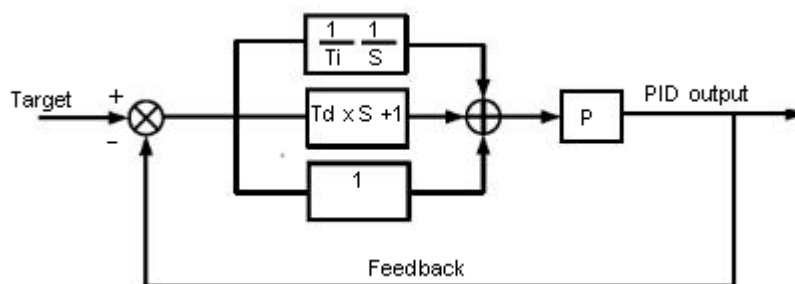 1 1
Ti S
Target
+
−
Td x S +1
P
PID output
1
Feedback